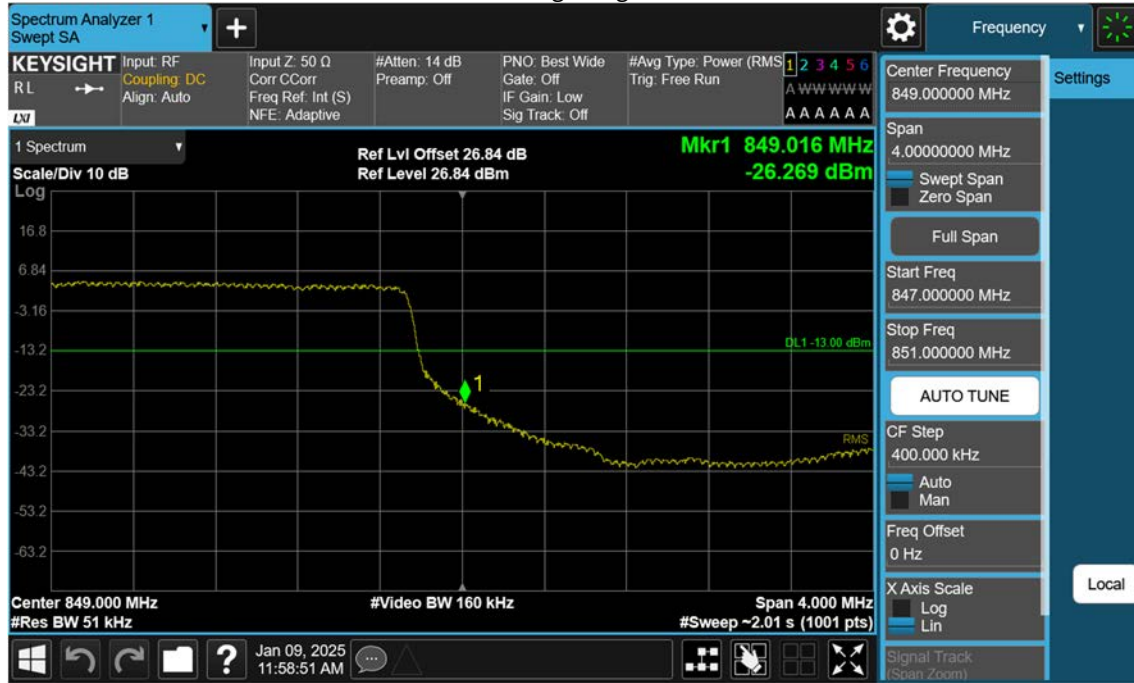 Spectrum Analyzer 1
Swept SA
Frequency
KEYSIGHT
RL
LXI
Input: RF
Coupling: DC
Align: Auto
Input Z: 50 Ω
Corr CCorr
Freq Ref: Int (S)
NFE: Adaptive
#Atten: 14 dB
Preamp: Off
PNO: Best Wide
Gate: Off
IF Gain: Low
Sig Track: Off
#Avg Type: Power (RMS
Trig: Free Run
1 2 3 4 5 6
A W W W W W
A A A A A A
1 Spectrum
Scale/Div 10 dB
Ref Lvl Offset 26.84 dB
Ref Level 26.84 dBm
Mkr1 849.016 MHz
-26.269 dBm
Log
16.8
6.84
-3.16
-13.2
-23.2
-33.2
-43.2
-53.2
-63.2
DL1 -13.00 dBm
1
RMS
Center 849.000 MHz
#Res BW 51 kHz
#Video BW 160 kHz
Span 4.000 MHz
#Sweep ~2.01 s (1001 pts)
Center Frequency
849.000000 MHz
Span
4.00000000 MHz
Swept Span
Zero Span
Full Span
Start Freq
847.000000 MHz
Stop Freq
851.000000 MHz
AUTO TUNE
CF Step
400.000 kHz
Auto
Man
Freq Offset
0 Hz
X Axis Scale
Log
Lin
Signal Track
(Span Zoom)
Settings
Local
?
Jan 09, 2025
11:58:51 AM